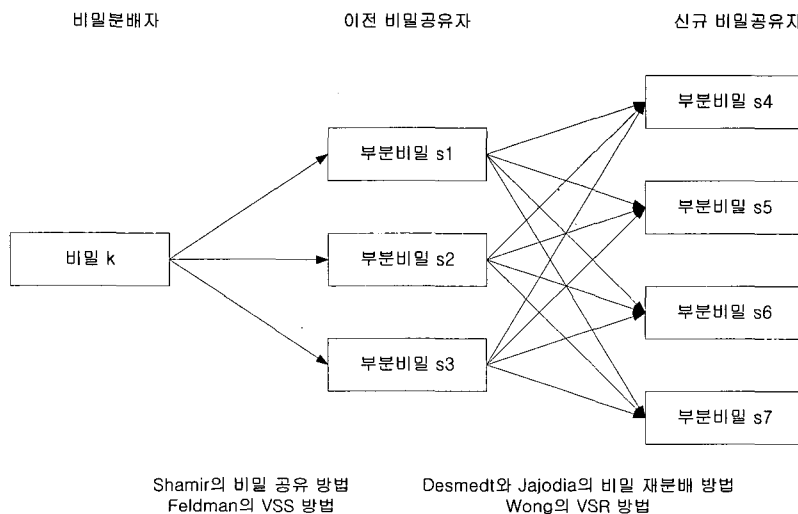 비밀분배자 이전 비밀공유자 신규 비밀공유자
부분비밀 s4
부분비밀 s1
부분비밀 s5
비밀 k 부분비밀 s2
부분비밀 s6
부분비밀 s3
부분비밀 s7
Shamir의 비밀 공유 방법 Desmedt와 Jajodia의 비밀 재분배 방법
Feldman의 VSS 방법 Wong의 VSR 방법